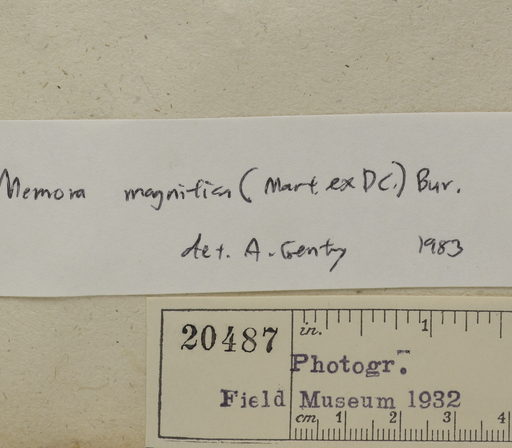 Memora magnifica (Mart ex DC.) Bur.
det. A. Gentry 1983
20487
in. 1
Photogr.
Field Museum 1932
cm 1 2 3 4